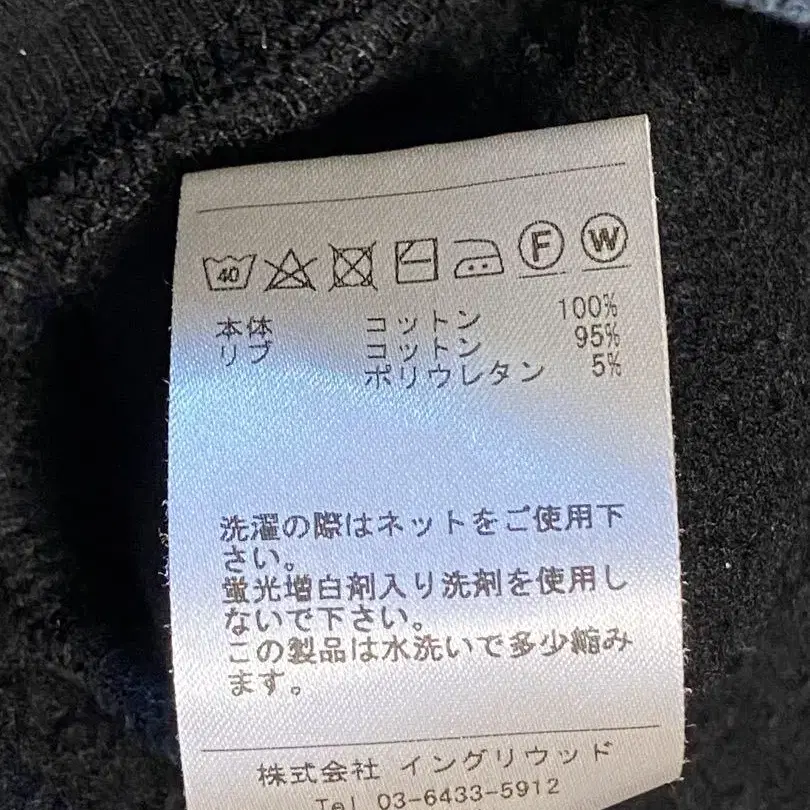 40 F W
本体 コットン 100%
リブ コットン 95%
ポリウレタン 5%
洗濯の際はネットをご使用下
さい。
蛍光増白剤入り洗剤を使用し
ないで下さい。
この製品は水洗いで多少縮み
ます。
株式会社 イングリウッド
Tel 03-6433-5912